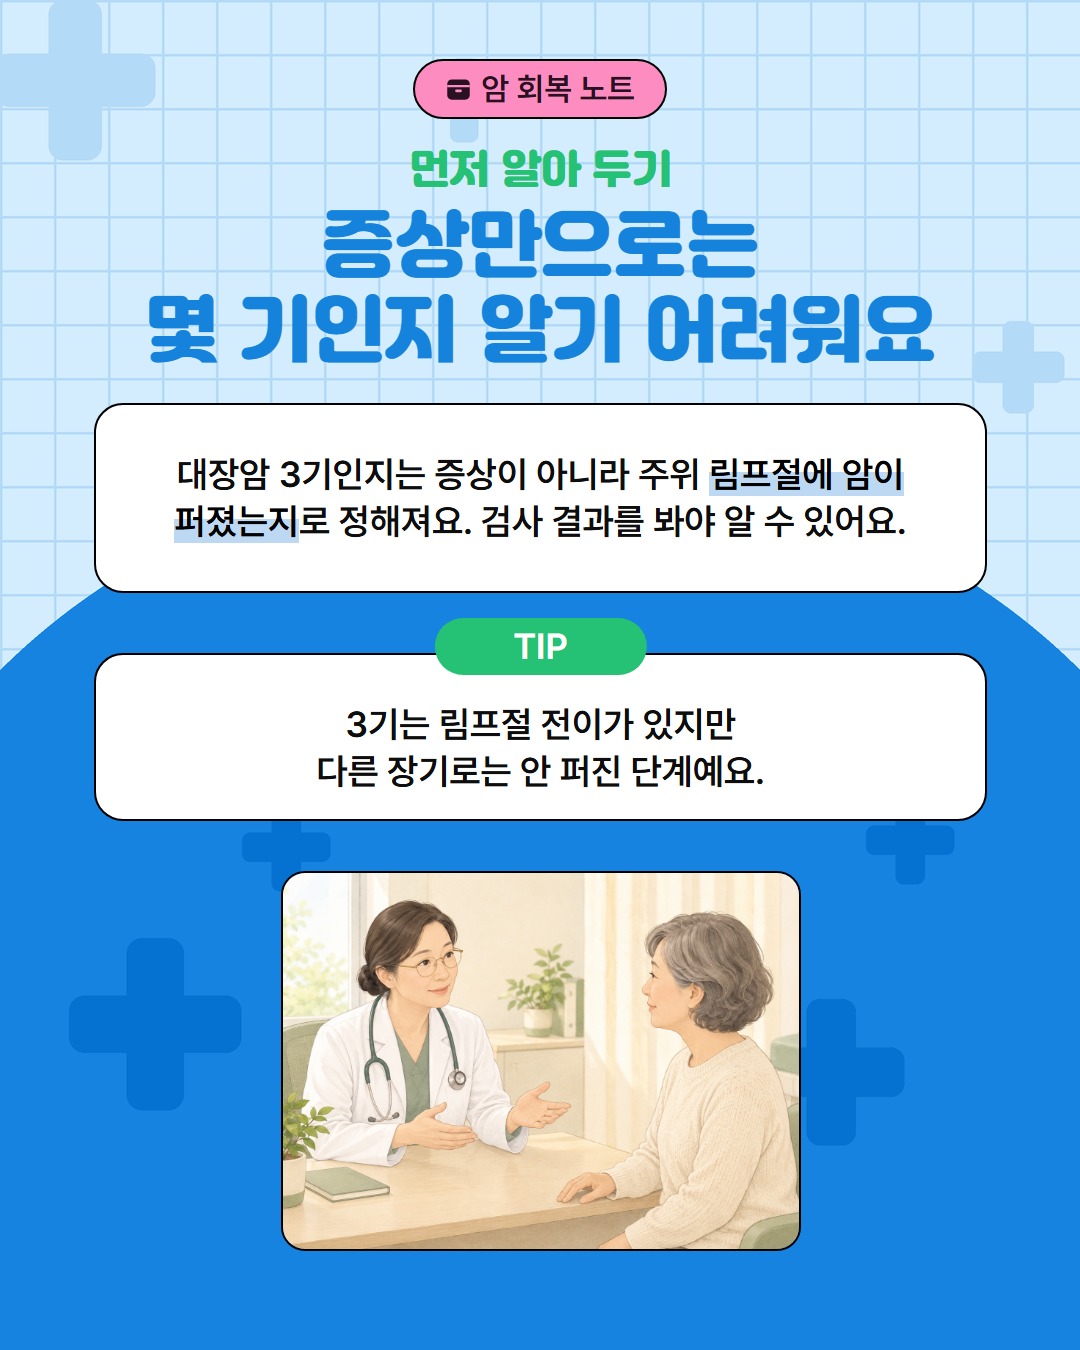 암 회복 노트
먼저 알아 두기
증상만으로는
몇 기인지 알기 어려워요
대장암 3기인지는 증상이 아니라 주위 림프절에 암이
퍼졌는지로 정해져요. 검사 결과를 봐야 알 수 있어요.
TIP
3기는 림프절 전이가 있지만
다른 장기로는 안 퍼진 단계예요.